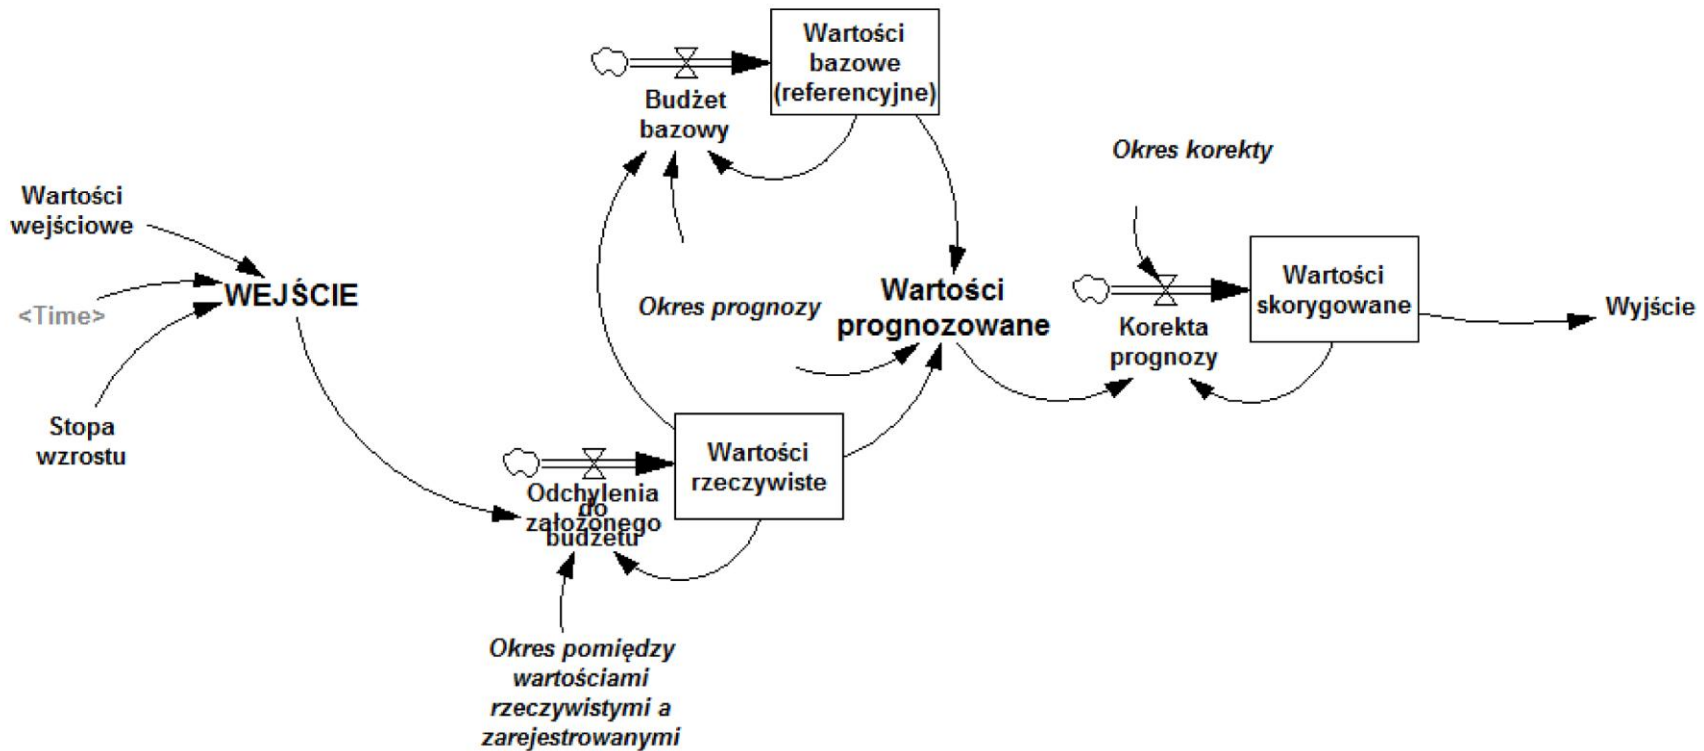 Wartości
bazowe
(referencyjne)
Budżet
bazowy
Okres korekty
Wartości
wejściowe
WEJŚCIE
<Time>
Stopa
wzrostu
Okres prognozy
Wartości
prognozowane
Wartości
skorygowane
Korekta
prognozy
Wyjście
Wartości
rzeczywiste
Odchylenia
do
założonego
budżetu
Okres pomiędzy
wartościami
rzeczywistymi a
zarejestrowanymi